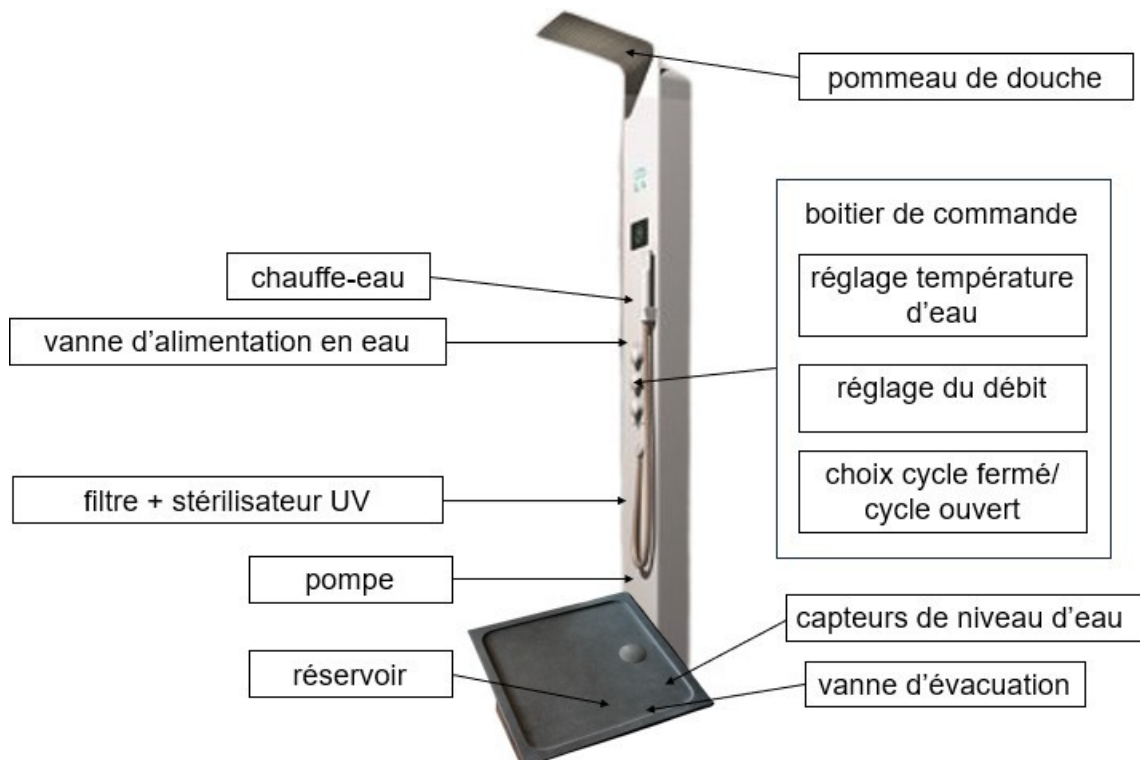 pommeau de douche
boitier de commande
réglage température
d'eau
réglage du débit
choix cycle fermé/
cycle ouvert
chauffe-eau
vanne d'alimentation en eau
filtre + stérilisateur UV
pompe
réservoir
capteurs de niveau d'eau
vanne d'évacuation